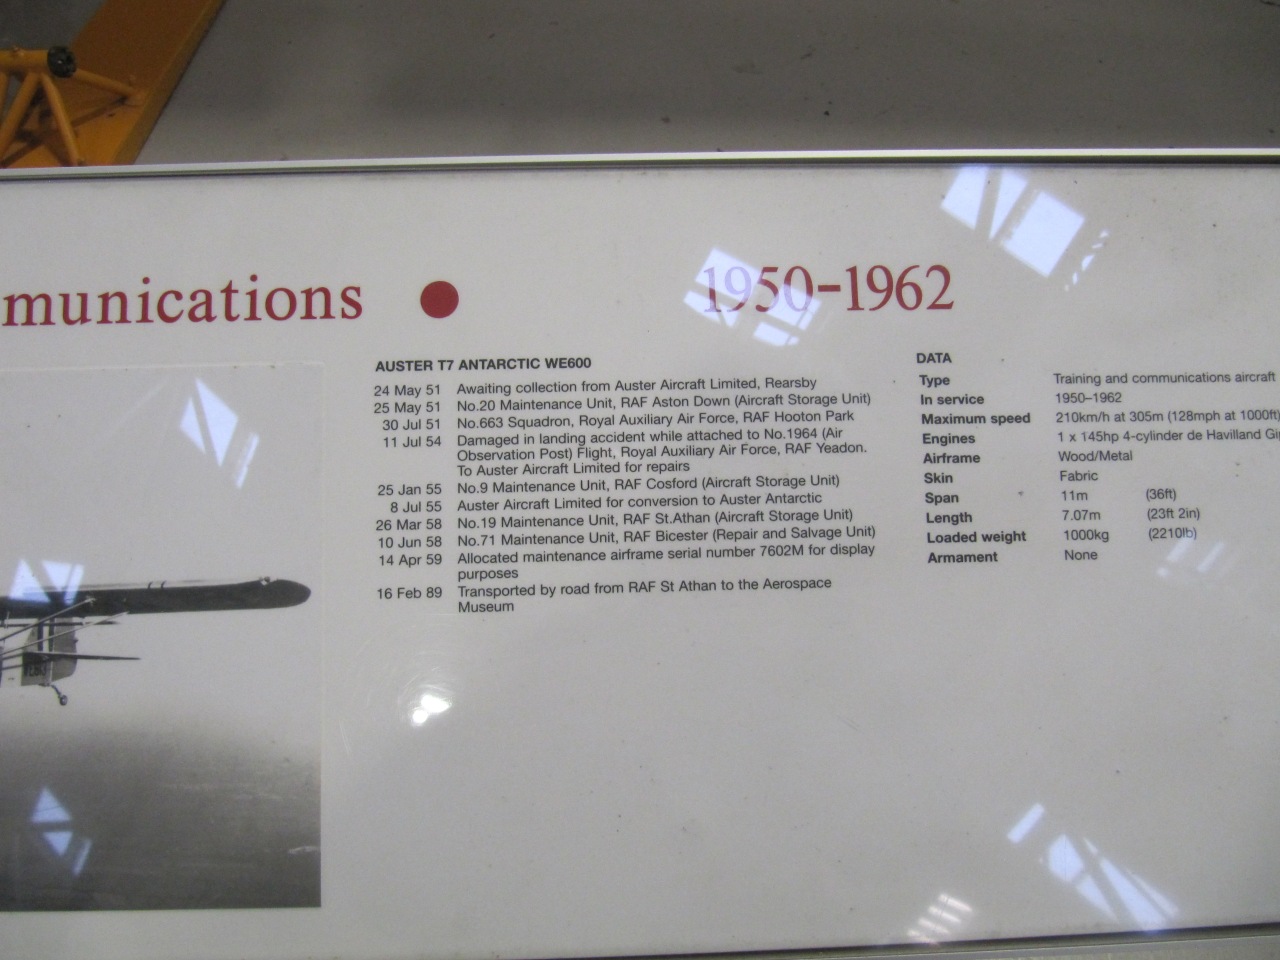 munications
1950-1962
AUSTER T7 ANTARCTIC WE600
24 May 51 Awaiting collection from Auster Aircraft Limited, Rearsby
25 May 51 No.20 Maintenance Unit, RAF Aston Down (Aircraft Storage Unit)
30 Jul 51 No.663 Squadron, Royal Auxiliary Air Force, RAF Hooton Park
11 Jul 54 Damaged in landing accident while attached to No.1964 (Air
Observation Post) Flight, Royal Auxiliary Air Force, RAF Yeadon.
To Auster Aircraft Limited for repairs
25 Jan 55 No.9 Maintenance Unit, RAF Cosford (Aircraft Storage Unit)
8 Jul 55 Auster Aircraft Limited for conversion to Auster Antarctic
26 Mar 58 No.19 Maintenance Unit, RAF St.Athan (Aircraft Storage Unit)
10 Jun 58 No.71 Maintenance Unit, RAF Bicester (Repair and Salvage Unit)
14 Apr 59 Allocated maintenance airframe serial number 7602M for display
purposes
16 Feb 89 Transported by road from RAF St Athan to the Aerospace
Museum
DATA
Type Training and communications aircraft
In service 1950-1962
Maximum speed 210km/h at 305m (128mph at 1000ft)
Engines 1 x 145hp 4-cylinder de Havilland Gip
Airframe Wood/Metal
Skin Fabric
Span 11m (36ft)
Length 7.07m (23ft 2in)
Loaded weight 1000kg (2210lb)
Armament None